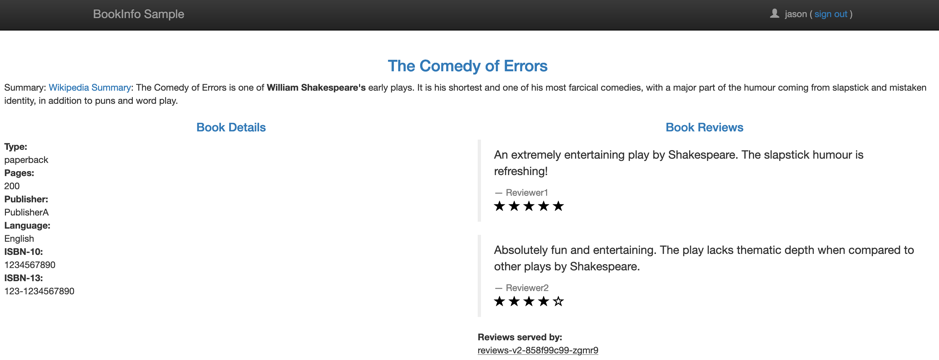 BookInfo Sample
jason ( sign out )
The Comedy of Errors
Summary: Wikipedia Summary: The Comedy of Errors is one of William Shakespeare's early plays. It is his shortest and one of his most farcical comedies, with a major part of the humour coming from slapstick and mistaken
identity, in addition to puns and word play.
Book Details
Type:
paperback
Pages:
200
Publisher:
PublisherA
Language:
English
ISBN-10:
1234567890
ISBN-13:
123-1234567890
Book Reviews
An extremely entertaining play by Shakespeare. The slapstick humour is
refreshing!
— Reviewer1
★★★★★
Absolutely fun and entertaining. The play lacks thematic depth when compared to
other plays by Shakespeare.
— Reviewer2
★★★★☆
Reviews served by:
reviews-v2-858f99c99-zgmr9